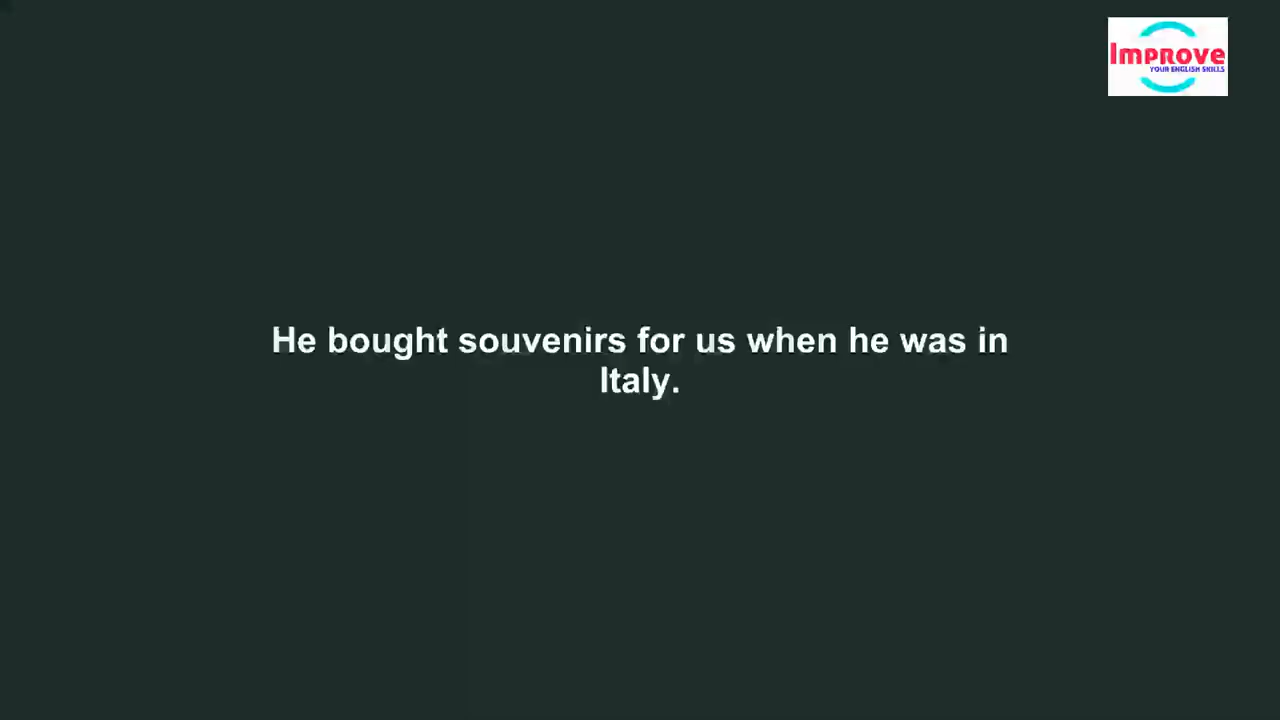 Improve
YOUR ENGLISH SKILLS
He bought souvenirs for us when he was in
Italy.